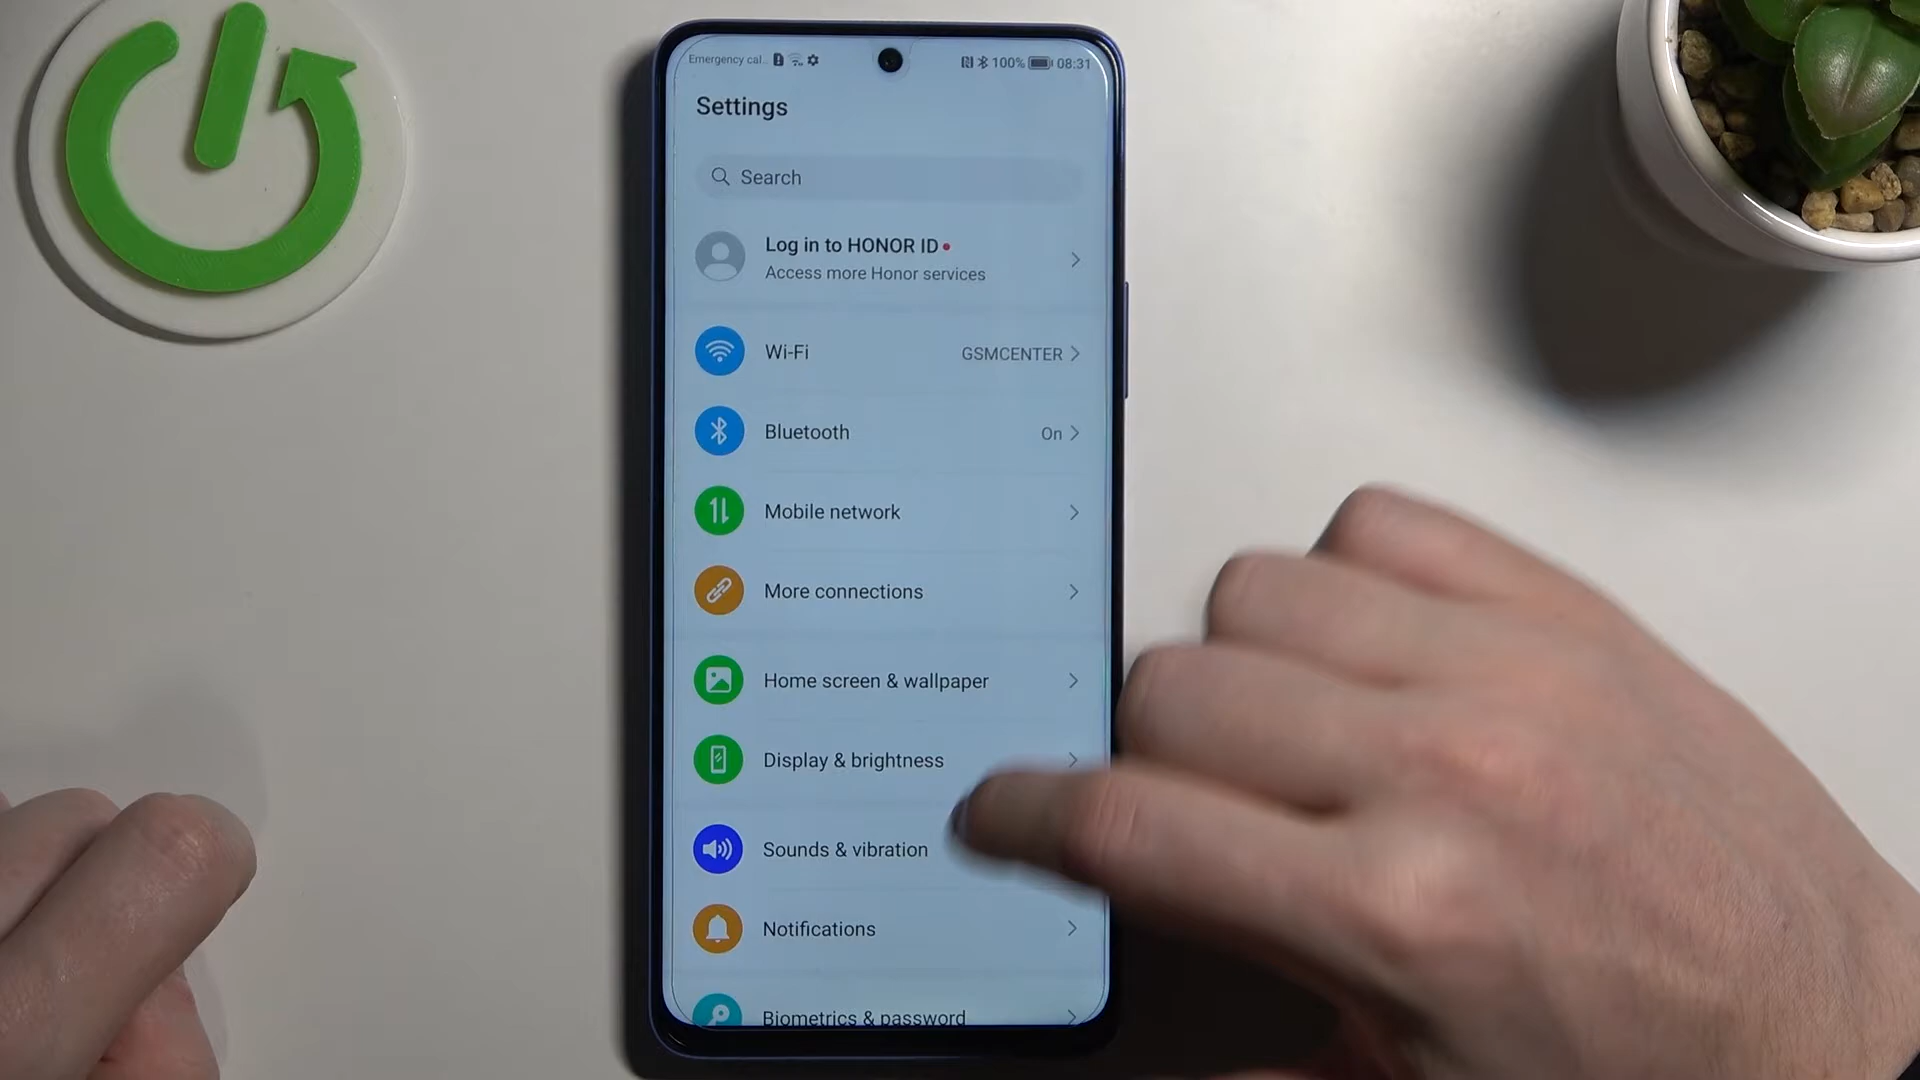 Emergency cal.. 100% 08:31
Settings
Search
Log in to HONOR ID
Access more Honor services
Wi-Fi GSMCENTER
Bluetooth On
Mobile network
More connections
Home screen & wallpaper
Display & brightness
Sounds & vibration
Notifications
Biometrics & password